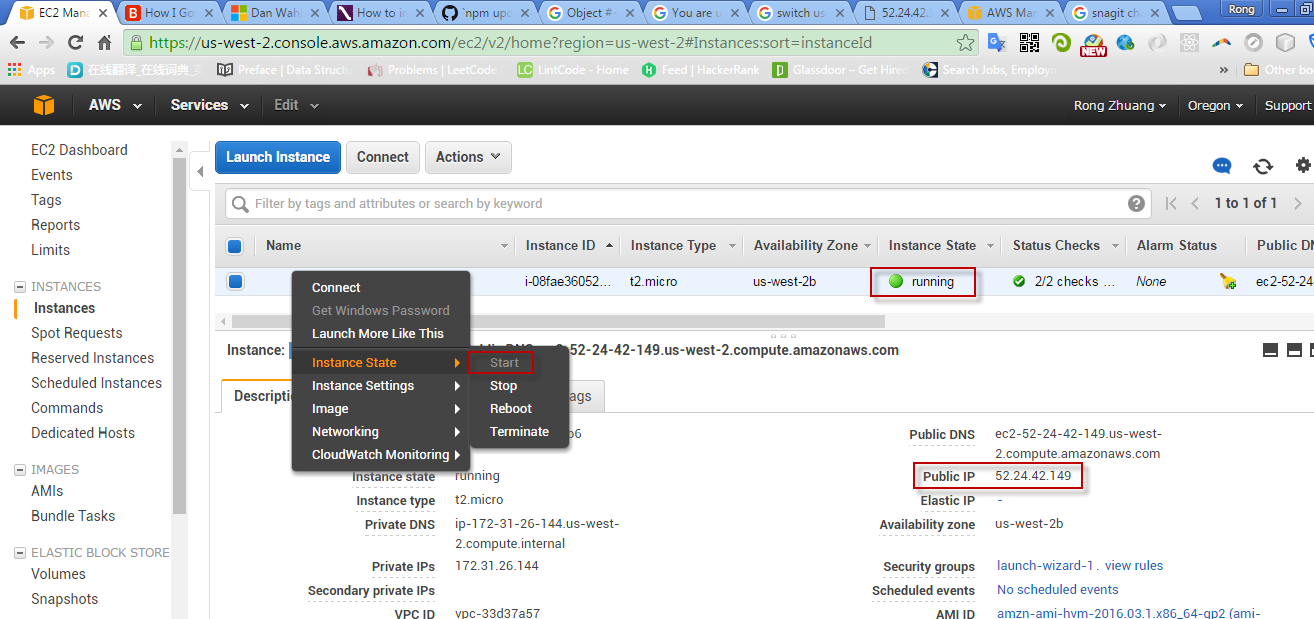 EC2 Mana
How I Go
Dan Wahl
How to in
`npm upd
Object #
You are u
switch us
52.24.42.
AWS Mar
snagit ch
Rong
https://us-west-2.console.aws.amazon.com/ec2/v2/home?region=us-west-2#Instances:sort=instanceId
NEW
Apps
在线翻译_在线词典_
Preface | Data Struc
Problems | LeetCode
LC LintCode - Home
Feed | HackerRank
Glassdoor – Get Hire
Search Jobs, Employ
»
Other bo
AWS Services Edit
Rong Zhuang Oregon Support
EC2 Dashboard
Events
Tags
Reports
Limits
INSTANCES
Instances
Spot Requests
Reserved Instances
Scheduled Instances
Commands
Dedicated Hosts
IMAGES
AMIs
Bundle Tasks
ELASTIC BLOCK STORE
Volumes
Snapshots
Launch Instance Connect Actions
Filter by tags and attributes or search by keyword
1 to 1 of 1
Name Instance ID Instance Type Availability Zone Instance State Status Checks Alarm Status Public DN
i-08fae36052... t2.micro us-west-2b running 2/2 checks ... None ec2-52-24
Connect
Get Windows Password
Launch More Like This
Instance State
Instance Settings
Image
Networking
CloudWatch Monitoring
Start
Stop
Reboot
Terminate
Instance: 2-52-24-42-149.us-west-2.compute.amazonaws.com
Descriptio ags
Instance state running
Instance type t2.micro
Private DNS ip-172-31-26-144.us-west-
2.compute.internal
Private IPs 172.31.26.144
Secondary private IPs
VPC ID vpc-33d37a57
Public DNS ec2-52-24-42-149.us-west-
2.compute.amazonaws.com
Public IP 52.24.42.149
Elastic IP -
Availability zone us-west-2b
Security groups launch-wizard-1 . view rules
Scheduled events No scheduled events
AMI ID amzn-ami-hvm-2016.03.1.x86_64-gp2 (ami-